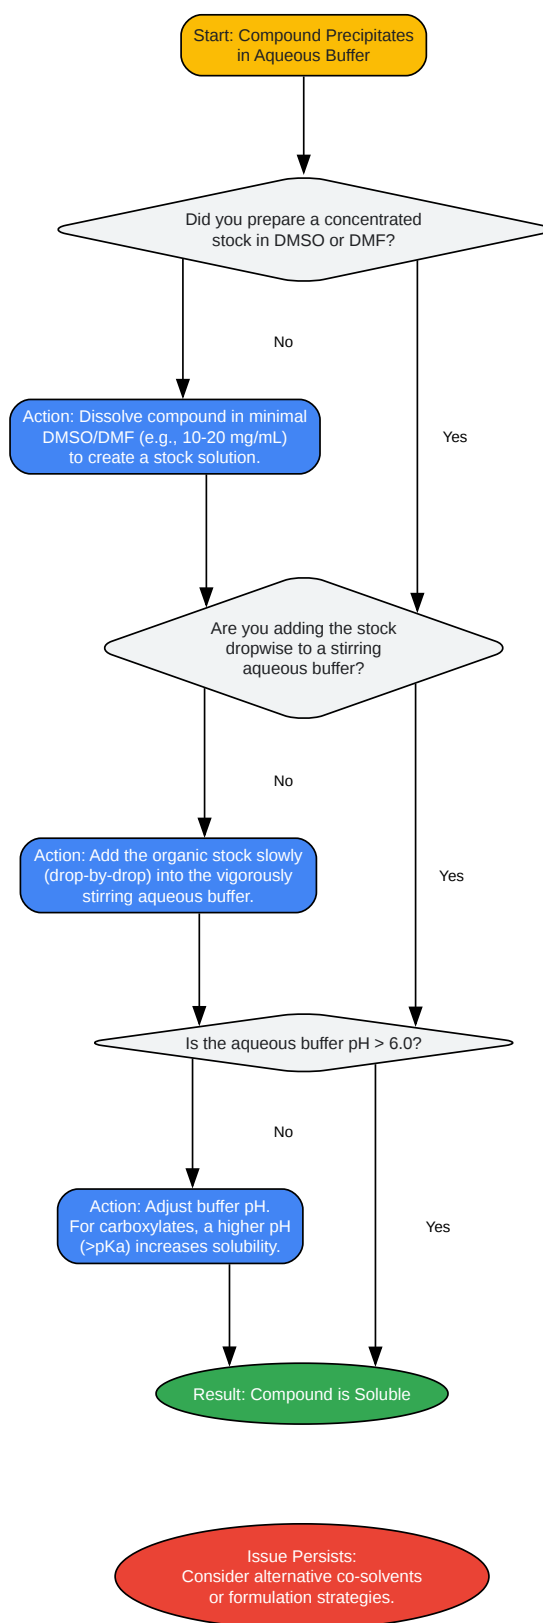 Start: Compound Precipitates
in Aqueous Buffer
Did you prepare a concentrated
stock in DMSO or DMF?
No
Action: Dissolve compound in minimal
DMSO/DMF (e.g., 10-20 mg/mL)
to create a stock solution.
Yes
Are you adding the stock
dropwise to a stirring
aqueous buffer?
No
Action: Add the organic stock slowly
(drop-by-drop) into the vigorously
stirring aqueous buffer.
Yes
Is the aqueous buffer pH > 6.0?
No
Action: Adjust buffer pH.
For carboxylates, a higher pH
(>pKa) increases solubility.
Yes
Result: Compound is Soluble
Issue Persists:
Consider alternative co-solvents
or formulation strategies.